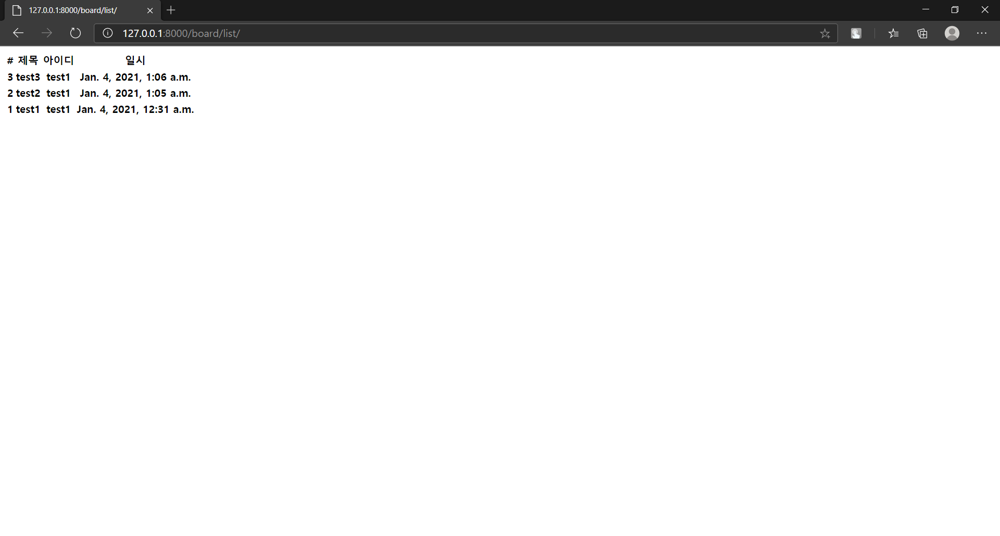 127.0.0.1:8000/board/list/
127.0.0.1:8000/board/list/
# 제목 아이디 일시
3 test3 test1 Jan. 4, 2021, 1:06 a.m.
2 test2 test1 Jan. 4, 2021, 1:05 a.m.
1 test1 test1 Jan. 4, 2021, 12:31 a.m.